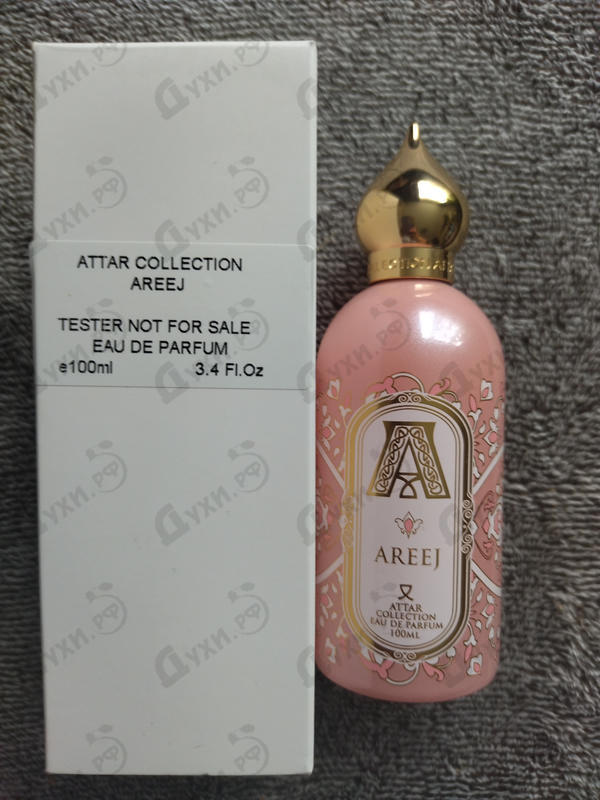 ATTAR COLLECTION
AREEJ
TESTER NOT FOR SALE
EAU DE PARFUM
e100ml 3.4 Fl.Oz
A
AREEJ
ATTAR
COLLECTION
EAU DE PARFUM
100ML
Духи.РФ